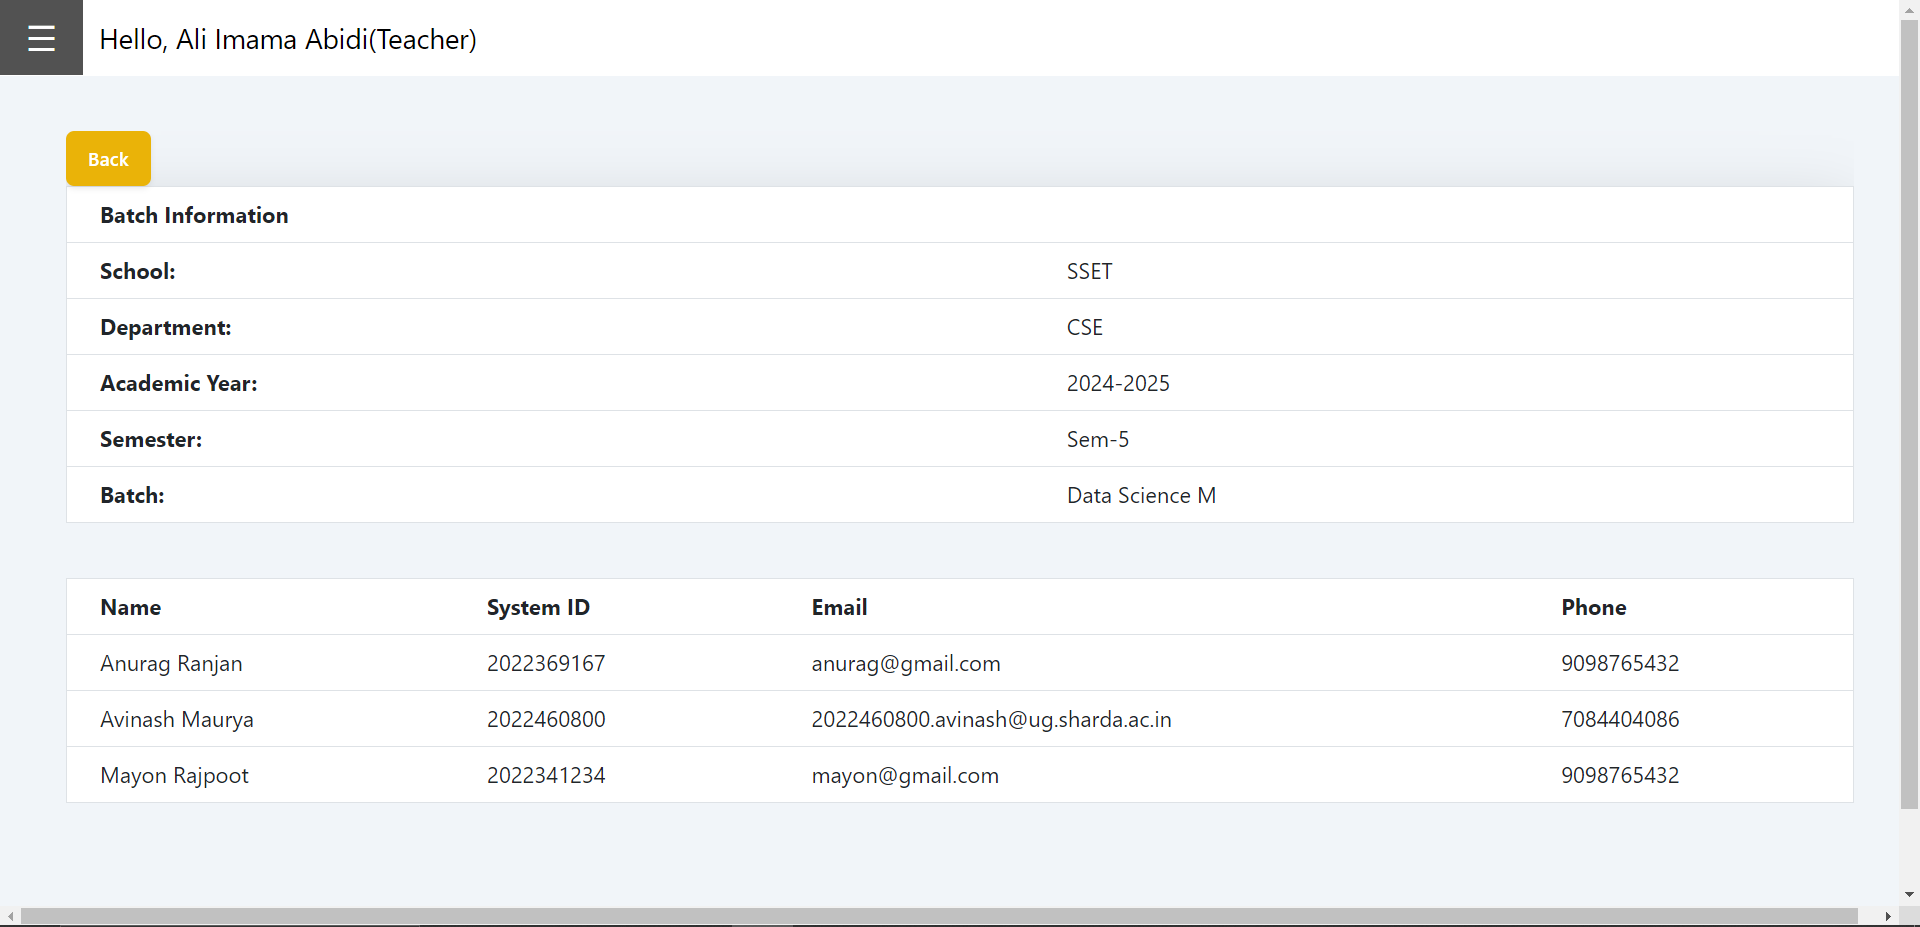 ☰ Hello, Ali Imama Abidi(Teacher)
Back
Batch Information
School: SSET
Department: CSE
Academic Year: 2024-2025
Semester: Sem-5
Batch: Data Science M
Name System ID Email Phone
Anurag Ranjan 2022369167 anurag@gmail.com 9098765432
Avinash Maurya 2022460800 2022460800.avinash@ug.sharda.ac.in 7084404086
Mayon Rajpoot 2022341234 mayon@gmail.com 9098765432